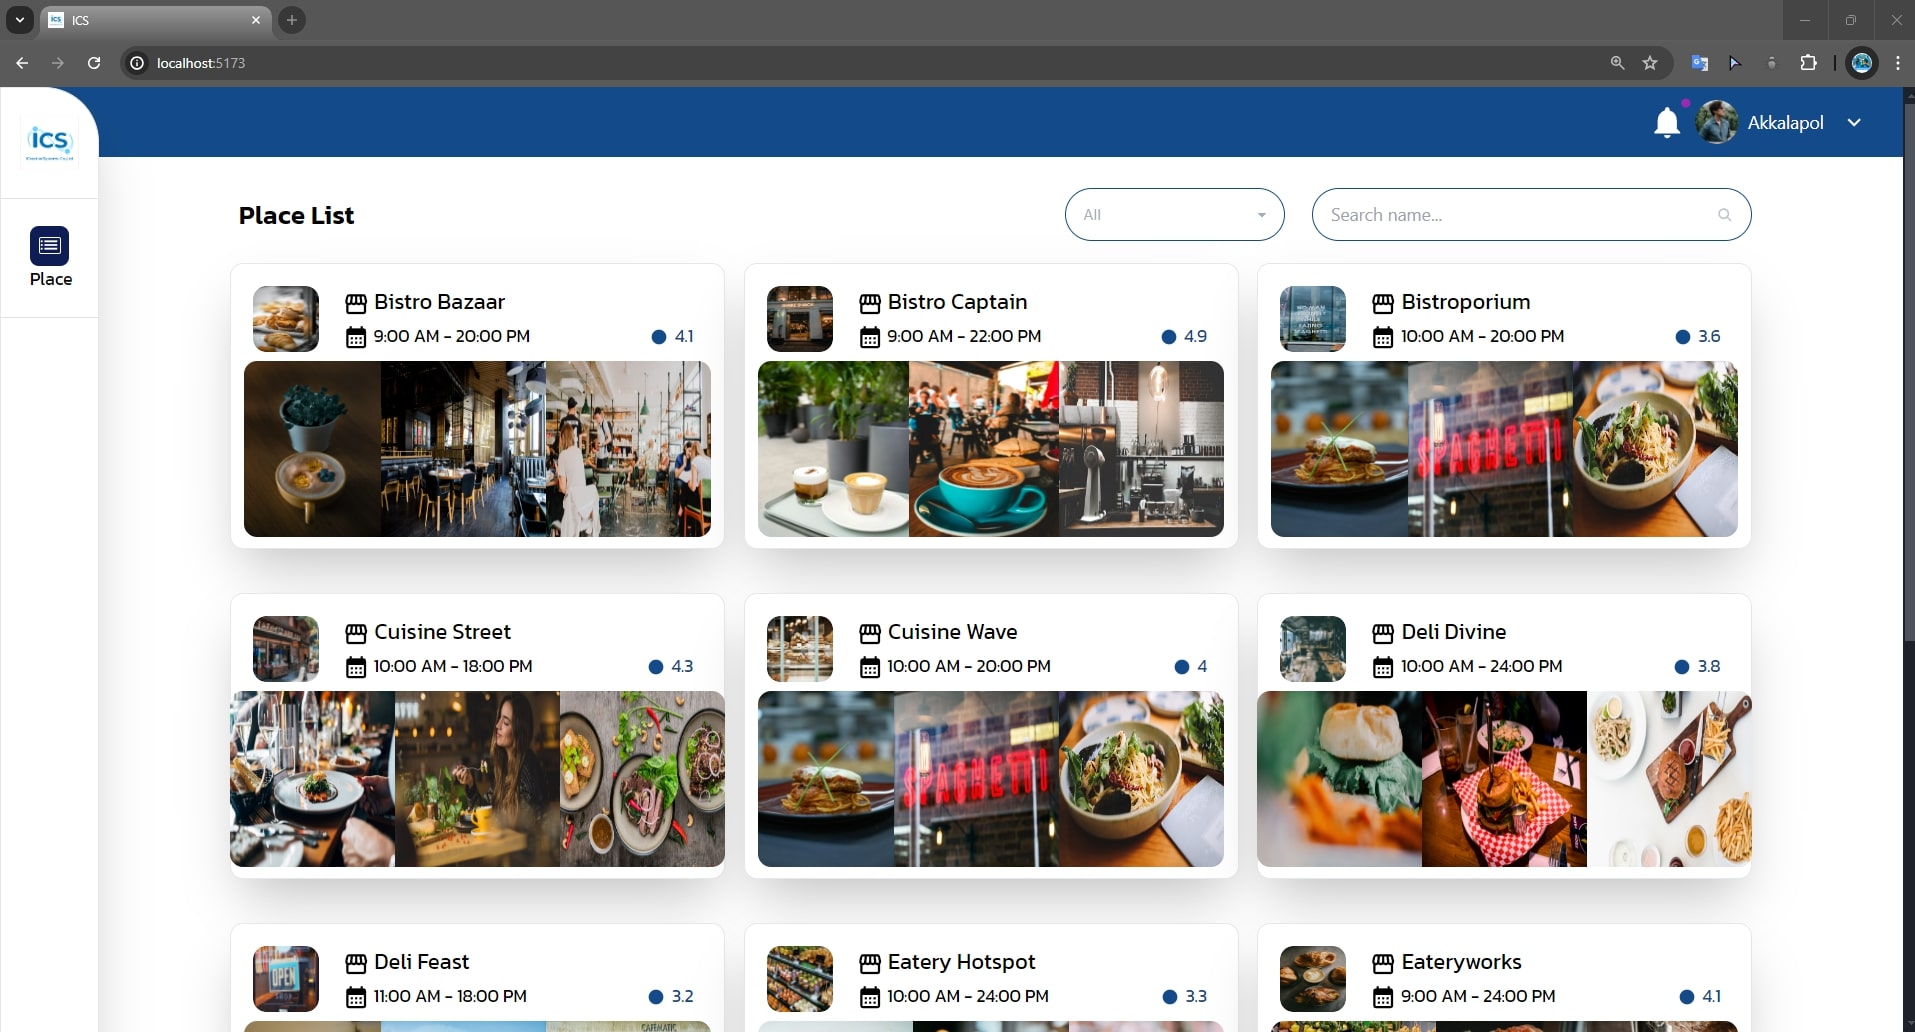 ICS
localhost:5173
ics
Akkalapol
Place List
All
Search name...
Place
Bistro Bazaar
9:00 AM - 20:00 PM
4.1
Bistro Captain
9:00 AM - 22:00 PM
4.9
Bistroporium
10:00 AM - 20:00 PM
3.6
SPAGHETTI
Cuisine Street
10:00 AM - 18:00 PM
4.3
Cuisine Wave
10:00 AM - 20:00 PM
4
SPAGHETTI
Deli Divine
10:00 AM - 24:00 PM
3.8
Deli Feast
11:00 AM - 18:00 PM
3.2
OPEN
Eatery Hotspot
10:00 AM - 24:00 PM
3.3
Eateryworks
9:00 AM - 24:00 PM
4.1